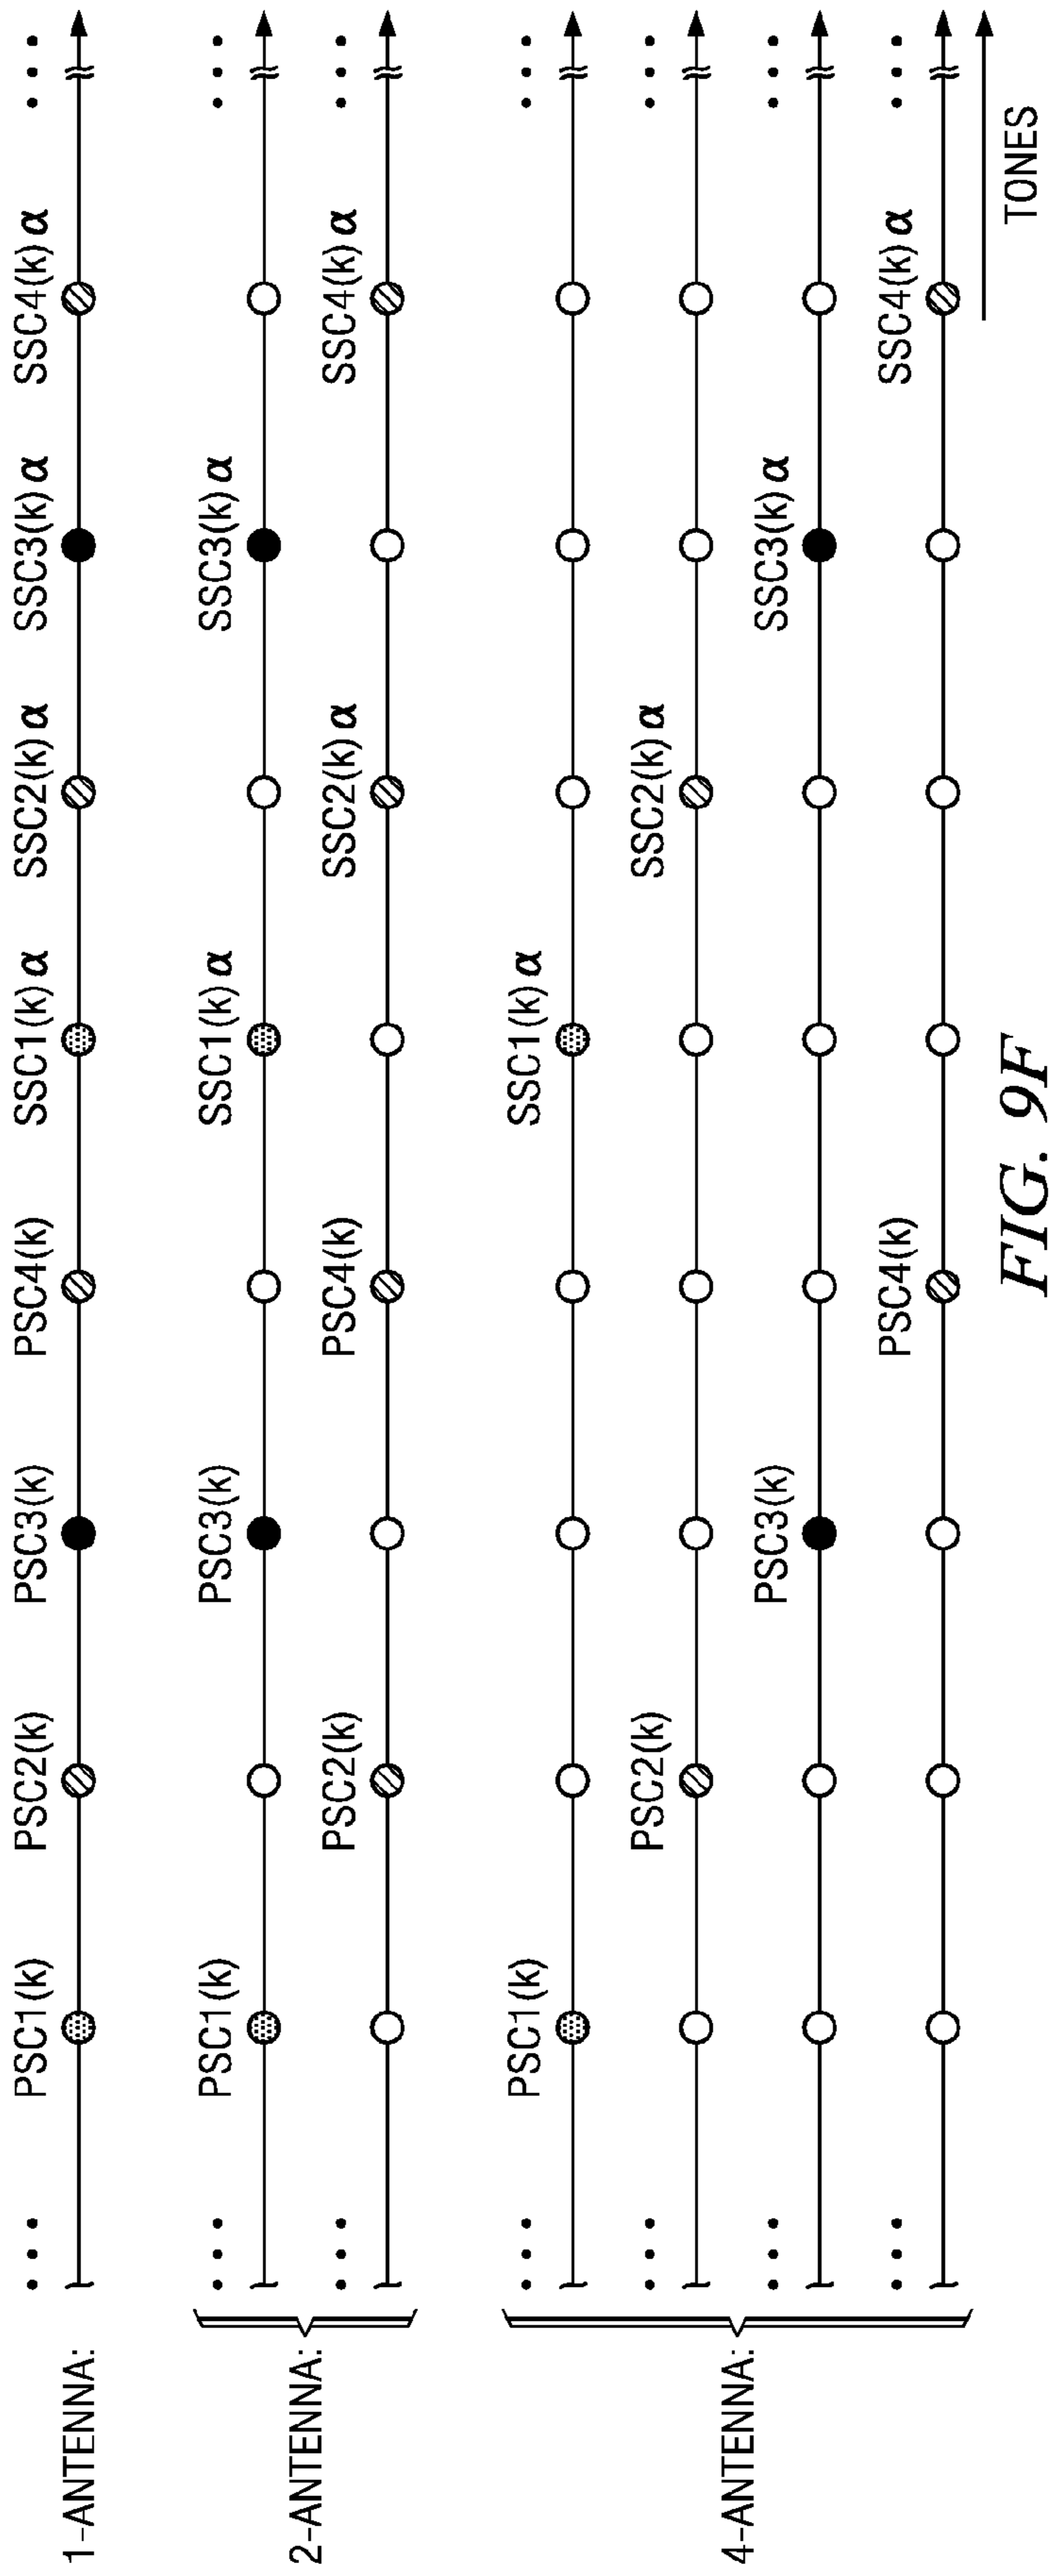 1-ANTENNA:
PSC1(k) PSC2(k) PSC3(k) PSC4(k) SSC1(k)α SSC2(k)α SSC3(k)α SSC4(k)α
2-ANTENNA:
PSC1(k) PSC3(k) SSC1(k)α SSC3(k)α
PSC2(k) PSC4(k) SSC2(k)α SSC4(k)α
4-ANTENNA:
PSC1(k) SSC1(k)α
PSC2(k) SSC2(k)α
PSC3(k) SSC3(k)α
PSC4(k) SSC4(k)α
TONES
FIG. 9F